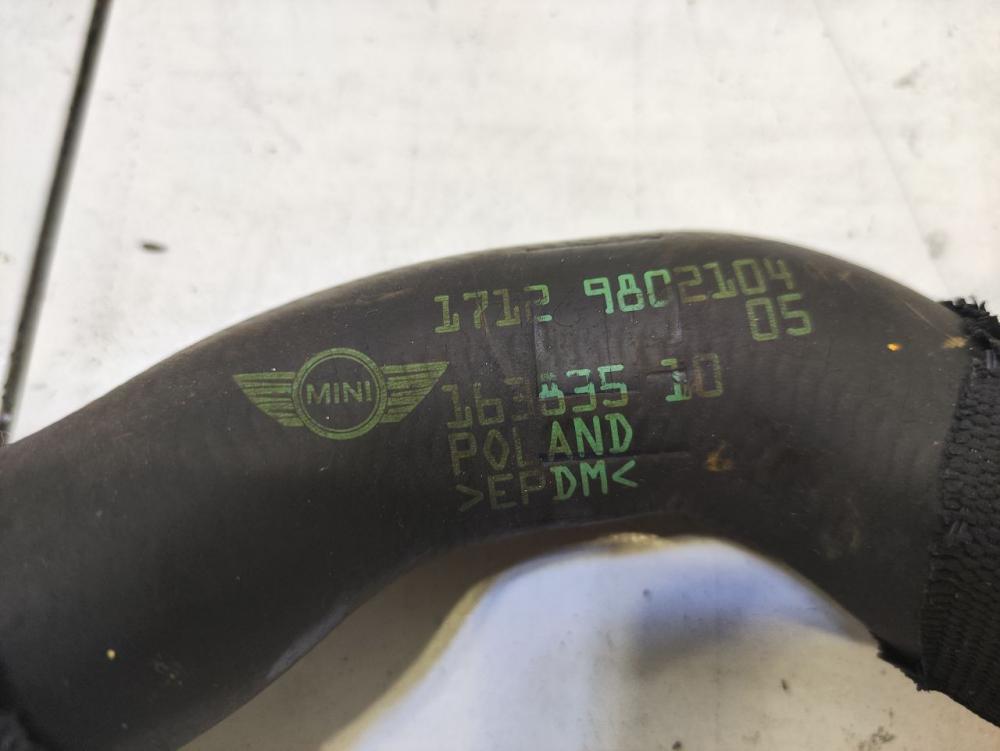 1712 9802104
05
MINI
163835 10
POLAND
>EPDM<